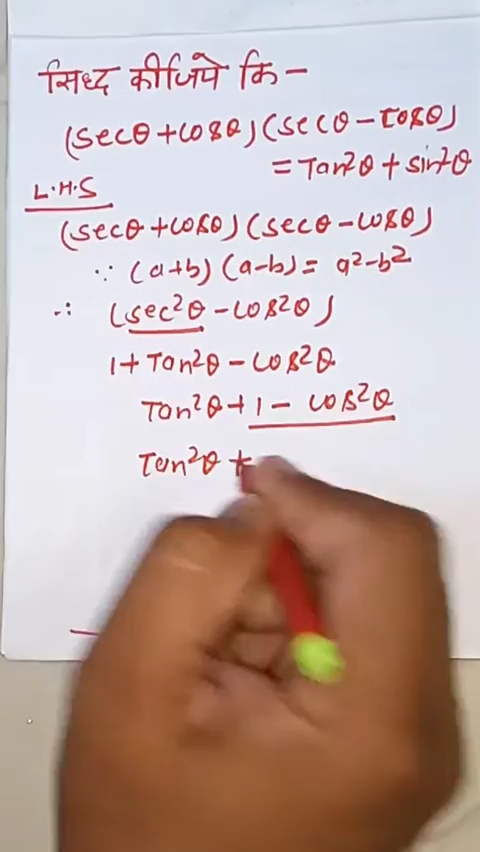 सिध्द कीजिये कि -
(secθ + cosθ) (secθ - cosθ)
= Tan²θ + sin²θ
L.H.S
(secθ + cosθ) (secθ - cosθ)
∵ (a+b) (a-b) = a²-b²
∴ (sec²θ - cos²θ)
1 + Tan²θ - cos²θ
Tan²θ + 1 - cos²θ
Tan²θ +